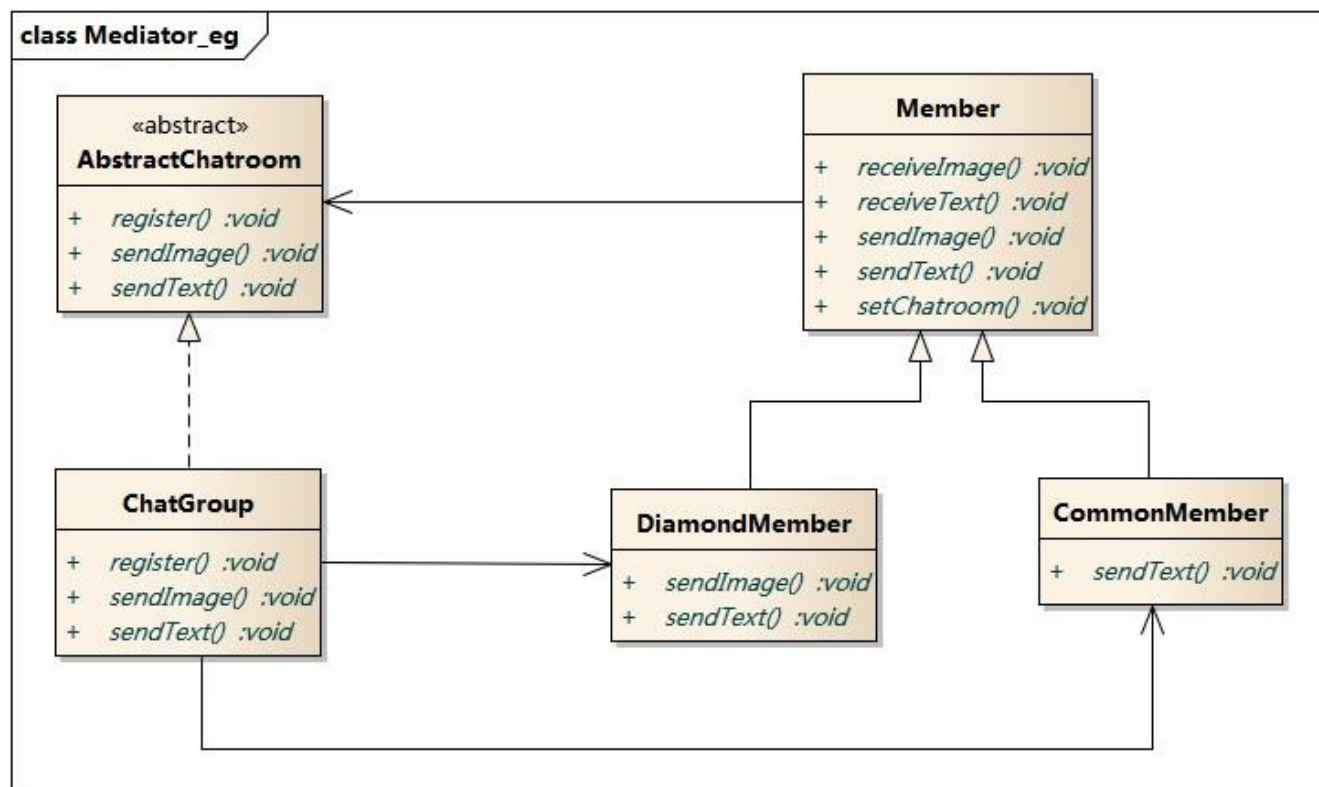 class Mediator_eg
«abstract»
AbstractChatroom
+ register() :void
+ sendImage() :void
+ sendText() :void
Member
+ receiveImage() :void
+ receiveText() :void
+ sendImage() :void
+ sendText() :void
+ setChatroom() :void
ChatGroup
+ register() :void
+ sendImage() :void
+ sendText() :void
DiamondMember
+ sendImage() :void
+ sendText() :void
CommonMember
+ sendText() :void